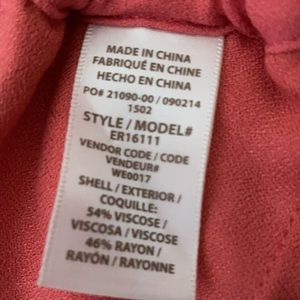 MADE IN CHINA
FABRIQUÉ EN CHINE
HECHO EN CHINA
PO# 21090-00 / 090214
1502
STYLE / MODEL#
ER16111
VENDOR CODE / CODE
VENDEUR#
WE0017
SHELL / EXTERIOR /
COQUILLE:
54% VISCOSE /
VISCOSA / VISCOSE
46% RAYON /
RAYÓN / RAYONNE